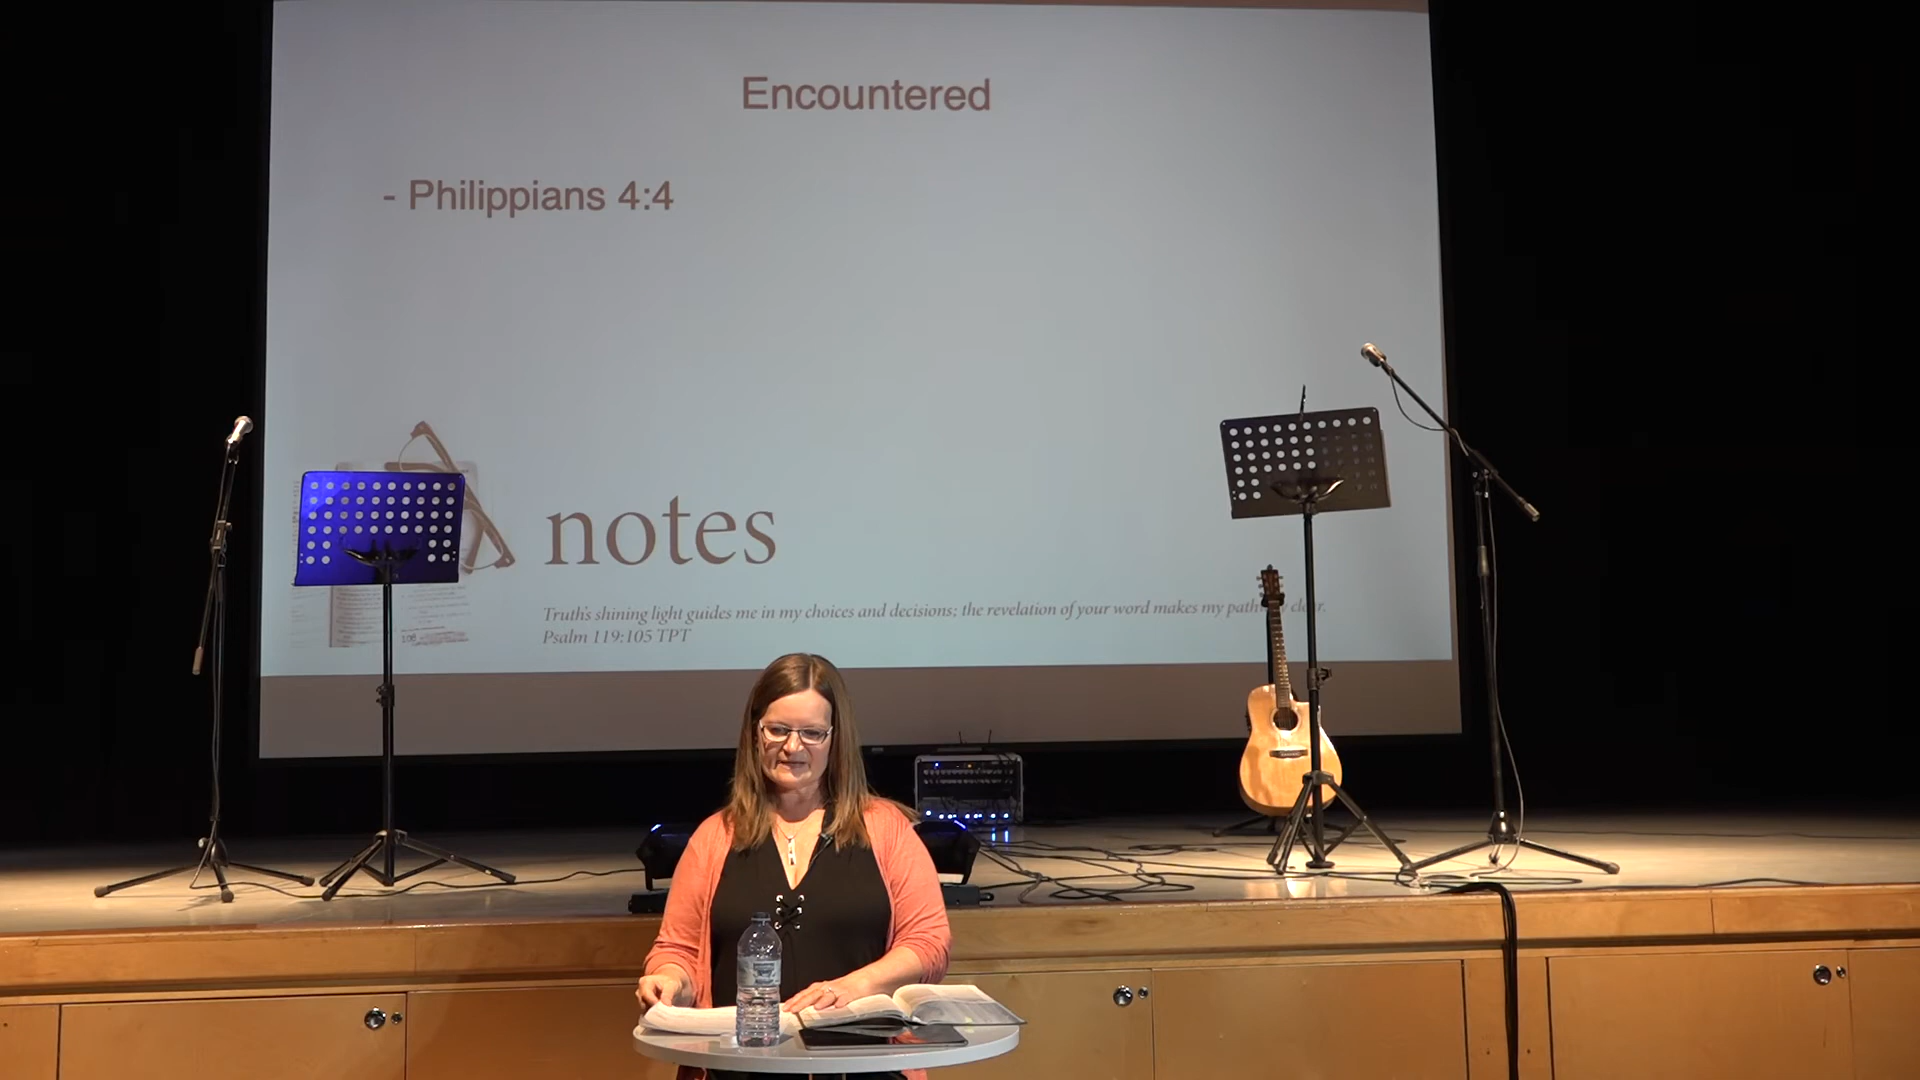 Encountered
- Philippians 4:4
notes
Truth's shining light guides me in my choices and decisions; the revelation of your word makes my
Psalm 119:105 TPT